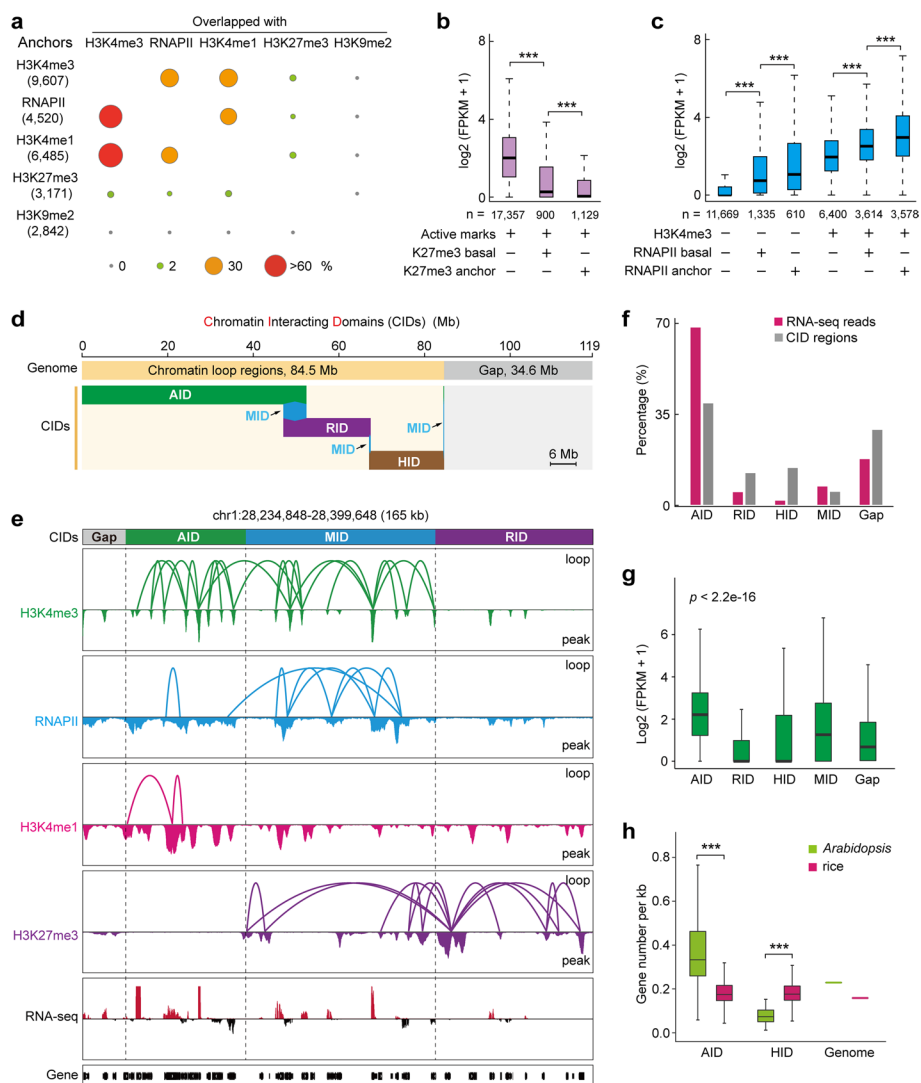 a
Overlapped with
Anchors H3K4me3 RNAPII H3K4me1 H3K27me3 H3K9me2
H3K4me3
(9,607)
RNAPII
(4,520)
H3K4me1
(6,485)
H3K27me3
(3,171)
H3K9me2
(2,842)
0 2 30 >60 %
b
log2 (FPKM + 1)
8
4
0
***
***
n = 17,357 900 1,129
Active marks + + +
K27me3 basal − + −
K27me3 anchor − − +
c
log2 (FPKM + 1)
8
4
0
***
***
***
***
n = 11,669 1,335 610 6,400 3,614 3,578
H3K4me3 − − − + + +
RNAPII basal − + − − + −
RNAPII anchor − − + − − +
d
Chromatin Interacting Domains (CIDs) (Mb)
0 20 40 60 80 100 119
Genome Chromatin loop regions, 84.5 Mb Gap, 34.6 Mb
CIDs
AID
MID
RID
MID
MID
HID
6 Mb
e
chr1:28,234,848-28,399,648 (165 kb)
CIDs Gap AID MID RID
loop
H3K4me3
peak
loop
RNAPII
peak
loop
H3K4me1
peak
loop
H3K27me3
peak
RNA-seq
Gene
f
RNA-seq reads
CID regions
Percentage (%)
70
35
0
AID RID HID MID Gap
g
p < 2.2e-16
Log2 (FPKM + 1)
6
4
2
0
AID RID HID MID Gap
h
Arabidopsis
rice
Gene number per kb
0.8
0.6
0.4
0.2
0.0
***
***
AID HID Genome